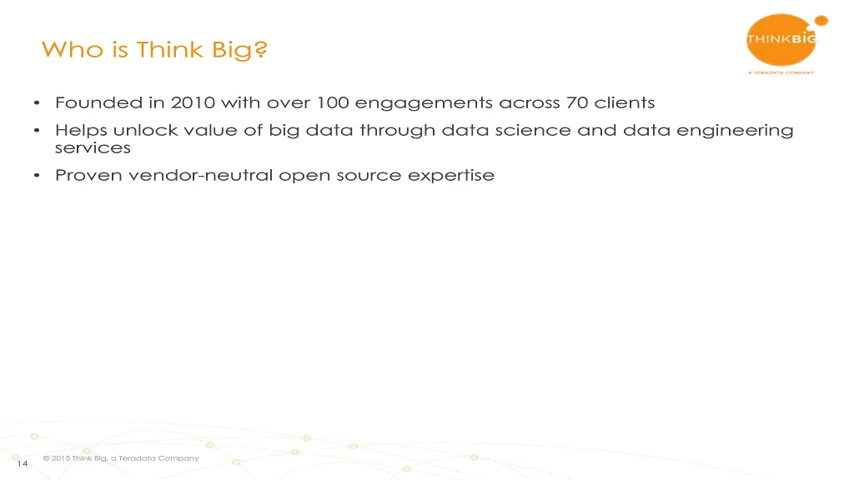 Who is Think Big?
THINKBIG
A TERADATA COMPANY
• Founded in 2010 with over 100 engagements across 70 clients
• Helps unlock value of big data through data science and data engineering
services
• Proven vendor-neutral open source expertise
14
© 2015 Think Big, a Teradata Company